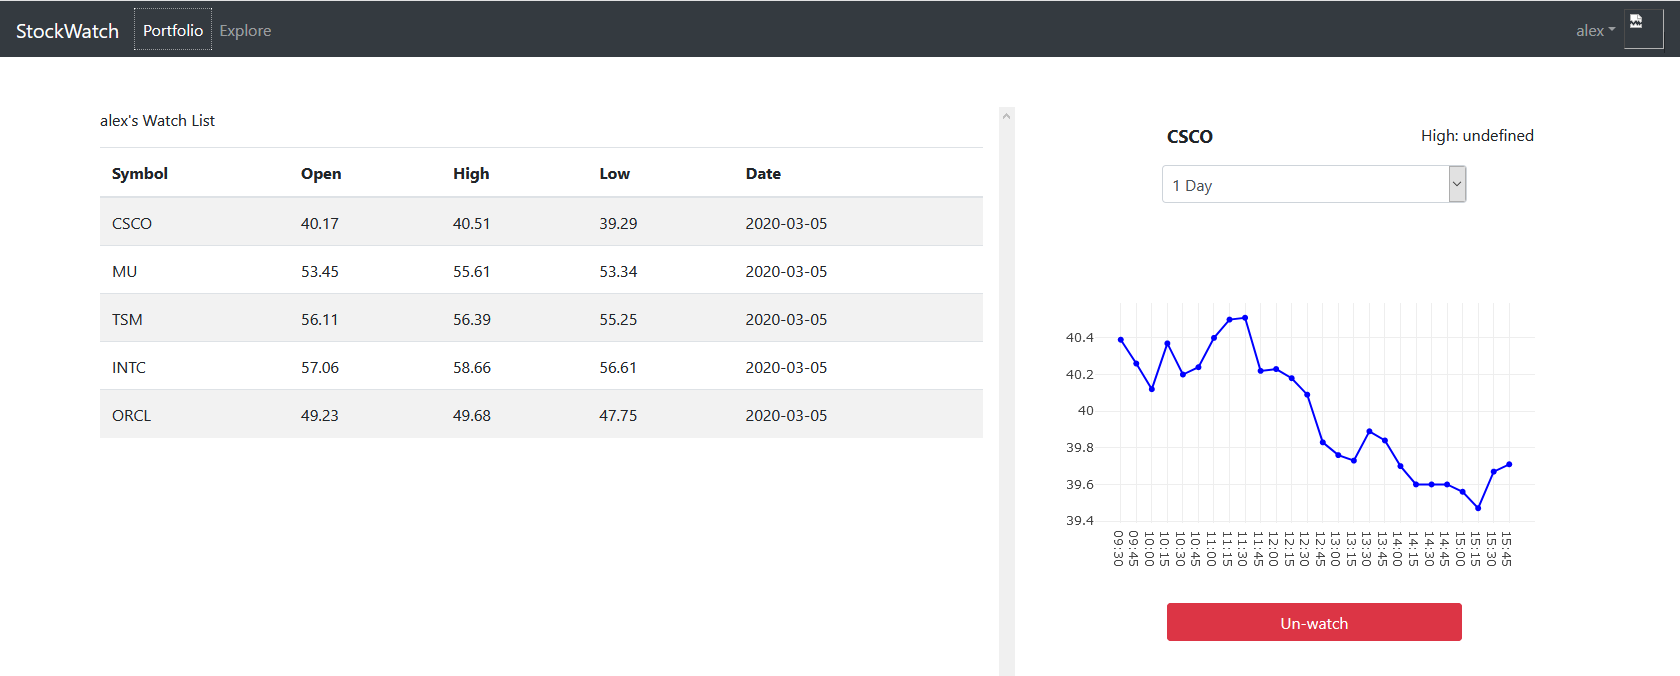 StockWatch Portfolio Explore alex
alex's Watch List
Symbol Open High Low Date
CSCO 40.17 40.51 39.29 2020-03-05
MU 53.45 55.61 53.34 2020-03-05
TSM 56.11 56.39 55.25 2020-03-05
INTC 57.06 58.66 56.61 2020-03-05
ORCL 49.23 49.68 47.75 2020-03-05
CSCO High: undefined
1 Day
40.4
40.2
40
39.8
39.6
39.4
09:30 09:45 10:00 10:15 10:30 10:45 11:00 11:15 11:30 11:45 12:00 12:15 12:30 12:45 13:00 13:15 13:30 13:45 14:00 14:15 14:30 14:45 15:00 15:15 15:30 15:45
Un-watch